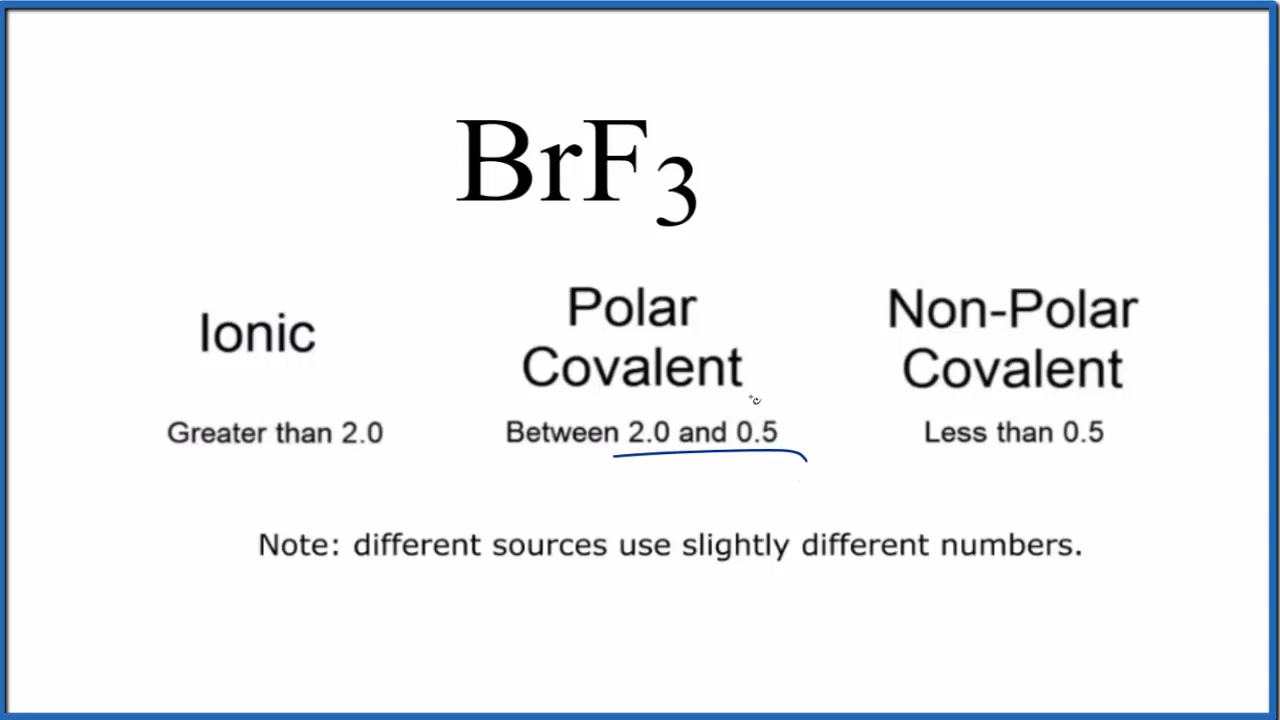 BrF₃
Ionic
Greater than 2.0
Polar
Covalent
Between 2.0 and 0.5
Non-Polar
Covalent
Less than 0.5
Note: different sources use slightly different numbers.